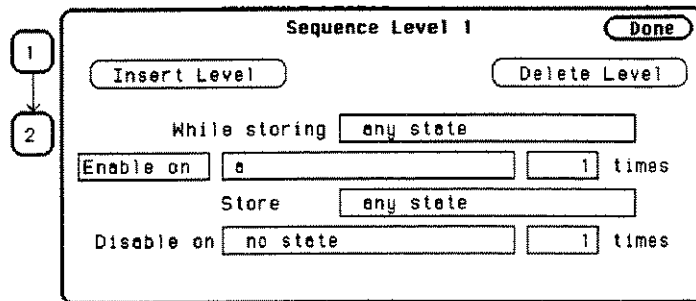 Sequence Level 1 Done
1
Insert Level Delete Level
2
While storing any state
Enable on a 1 times
Store any state
Disable on no state 1 times